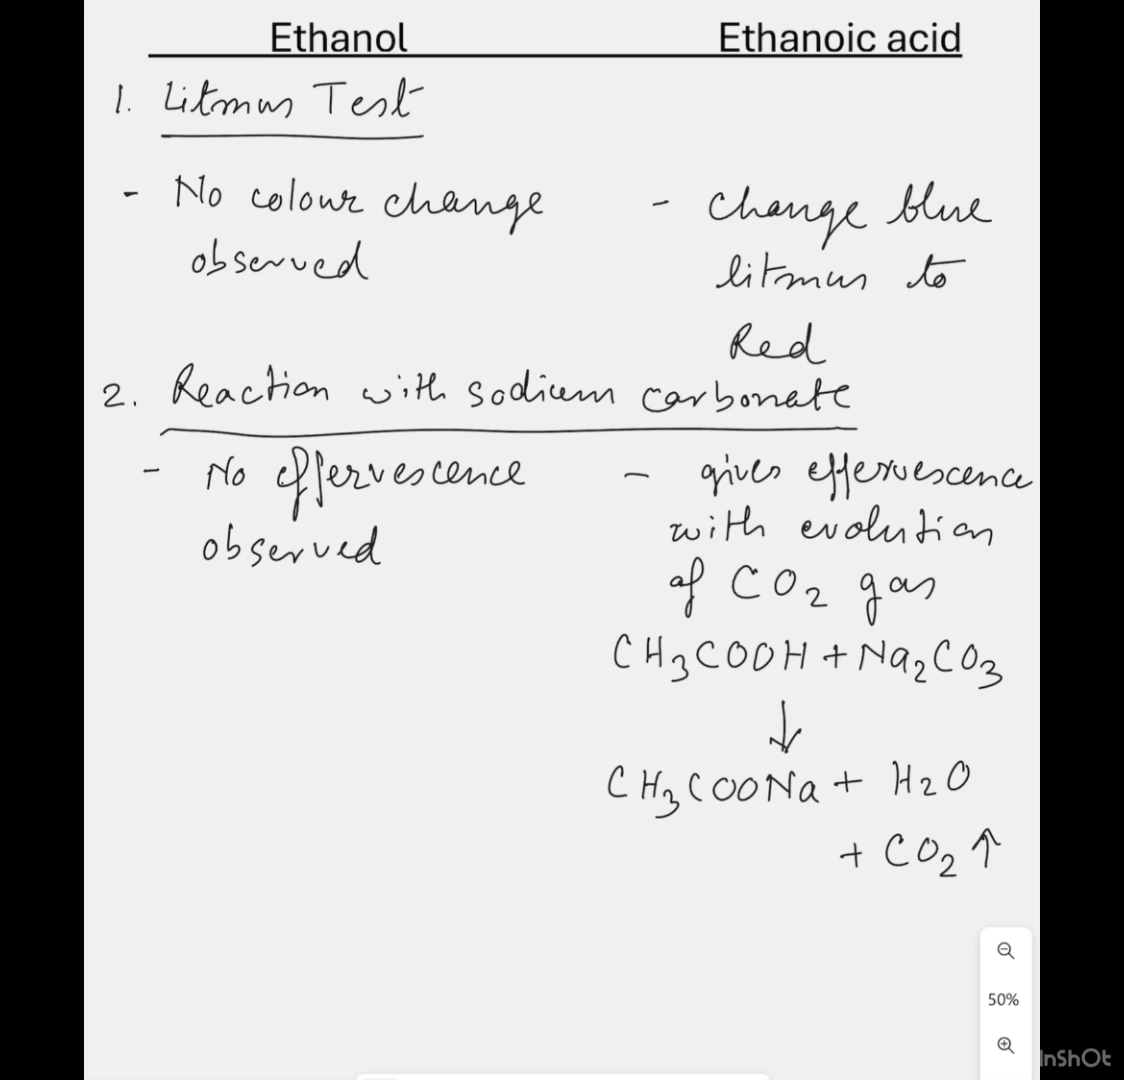 Ethanol Ethanoic acid
1. Litmus Test
- No colour change
observed
- change blue
litmus to
Red
2. Reaction with sodium carbonate
- No effervescence
observed
- gives effervescence
with evolution
of CO2 gas
CH3COOH + Na2CO3
↓
CH3COONa + H2O
+ CO2 ↑
50%
InShOt